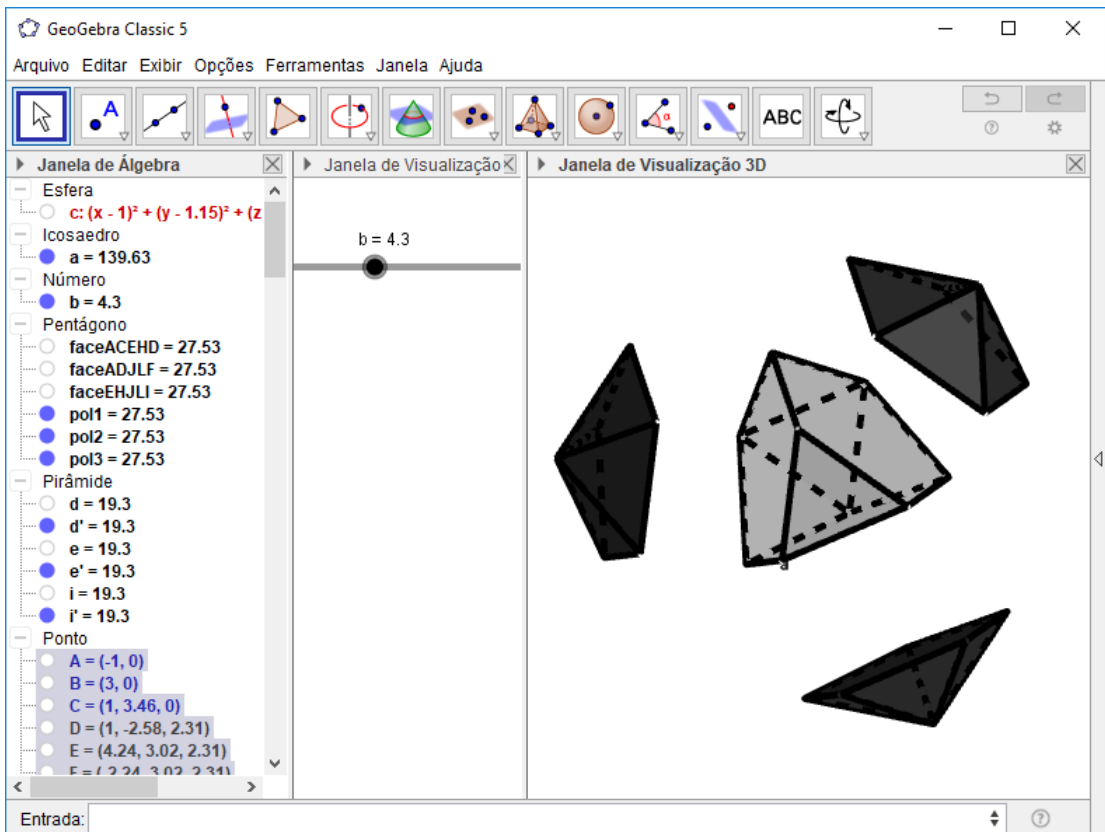 GeoGebra Classic 5
Arquivo Editar Exibir Opções Ferramentas Janela Ajuda
A
α
ABC
Janela de Álgebra
Esfera
c: (x - 1)² + (y - 1.15)² + (z
Icosaedro
a = 139.63
Número
b = 4.3
Pentágono
faceACEHD = 27.53
faceADJLF = 27.53
faceEHJLI = 27.53
pol1 = 27.53
pol2 = 27.53
pol3 = 27.53
Pirâmide
d = 19.3
d' = 19.3
e = 19.3
e' = 19.3
i = 19.3
i' = 19.3
Ponto
A = (-1, 0)
B = (3, 0)
C = (1, 3.46, 0)
D = (1, -2.58, 2.31)
E = (4.24, 3.02, 2.31)
Janela de Visualização
b = 4.3
Janela de Visualização 3D
a
Entrada: